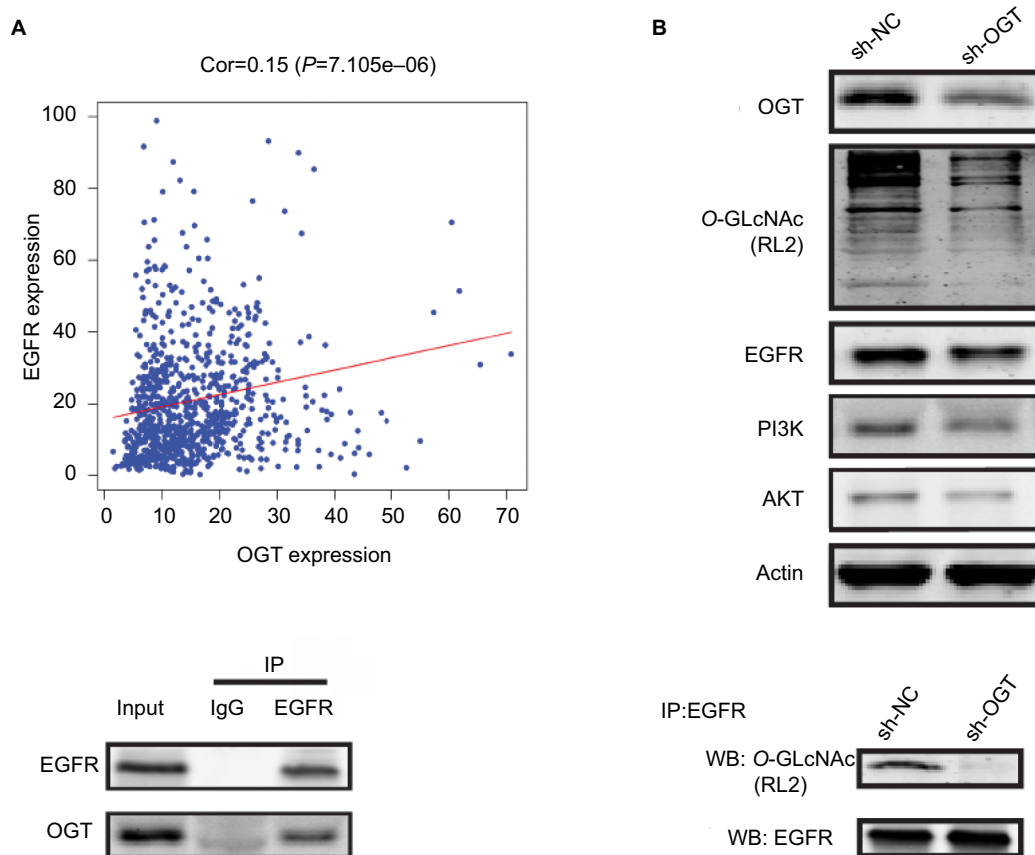 A
Cor=0.15 (P=7.105e–06)
100
80
60
40
20
0
EGFR expression
0 10 20 30 40 50 60 70
OGT expression
B
sh-NC sh-OGT
OGT
O-GLcNAc
(RL2)
EGFR
PI3K
AKT
Actin
IP
Input IgG EGFR
EGFR
OGT
IP:EGFR
sh-NC sh-OGT
WB: O-GLcNAc
(RL2)
WB: EGFR